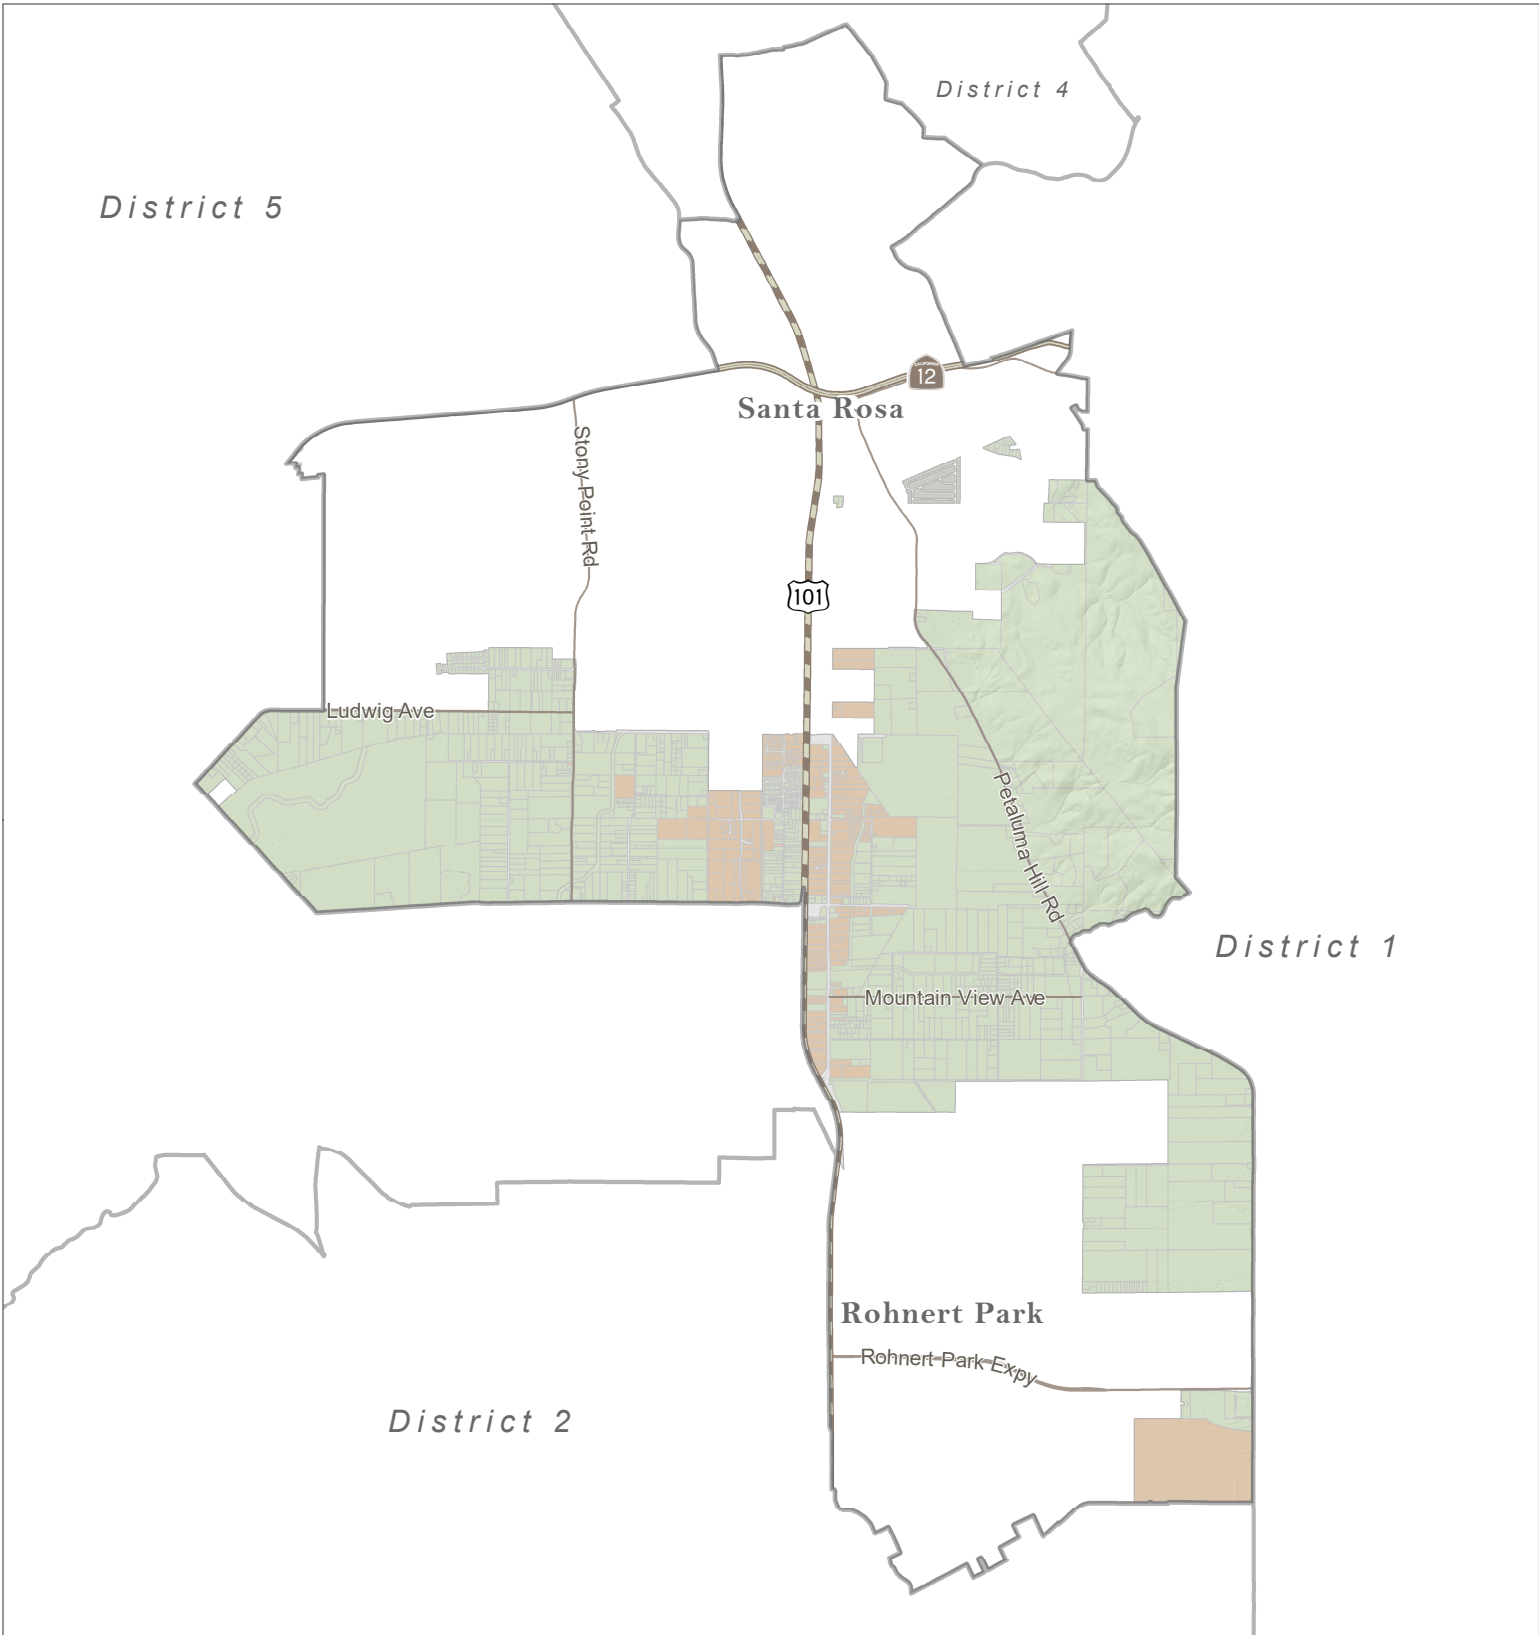 District 4
District 5
CALIFORNIA
12
Santa Rosa
Stony Point Rd
101
Ludwig Ave
Petaluma Hill Rd
District 1
Mountain View Ave
Rohnert Park
Rohnert Park Expy
District 2